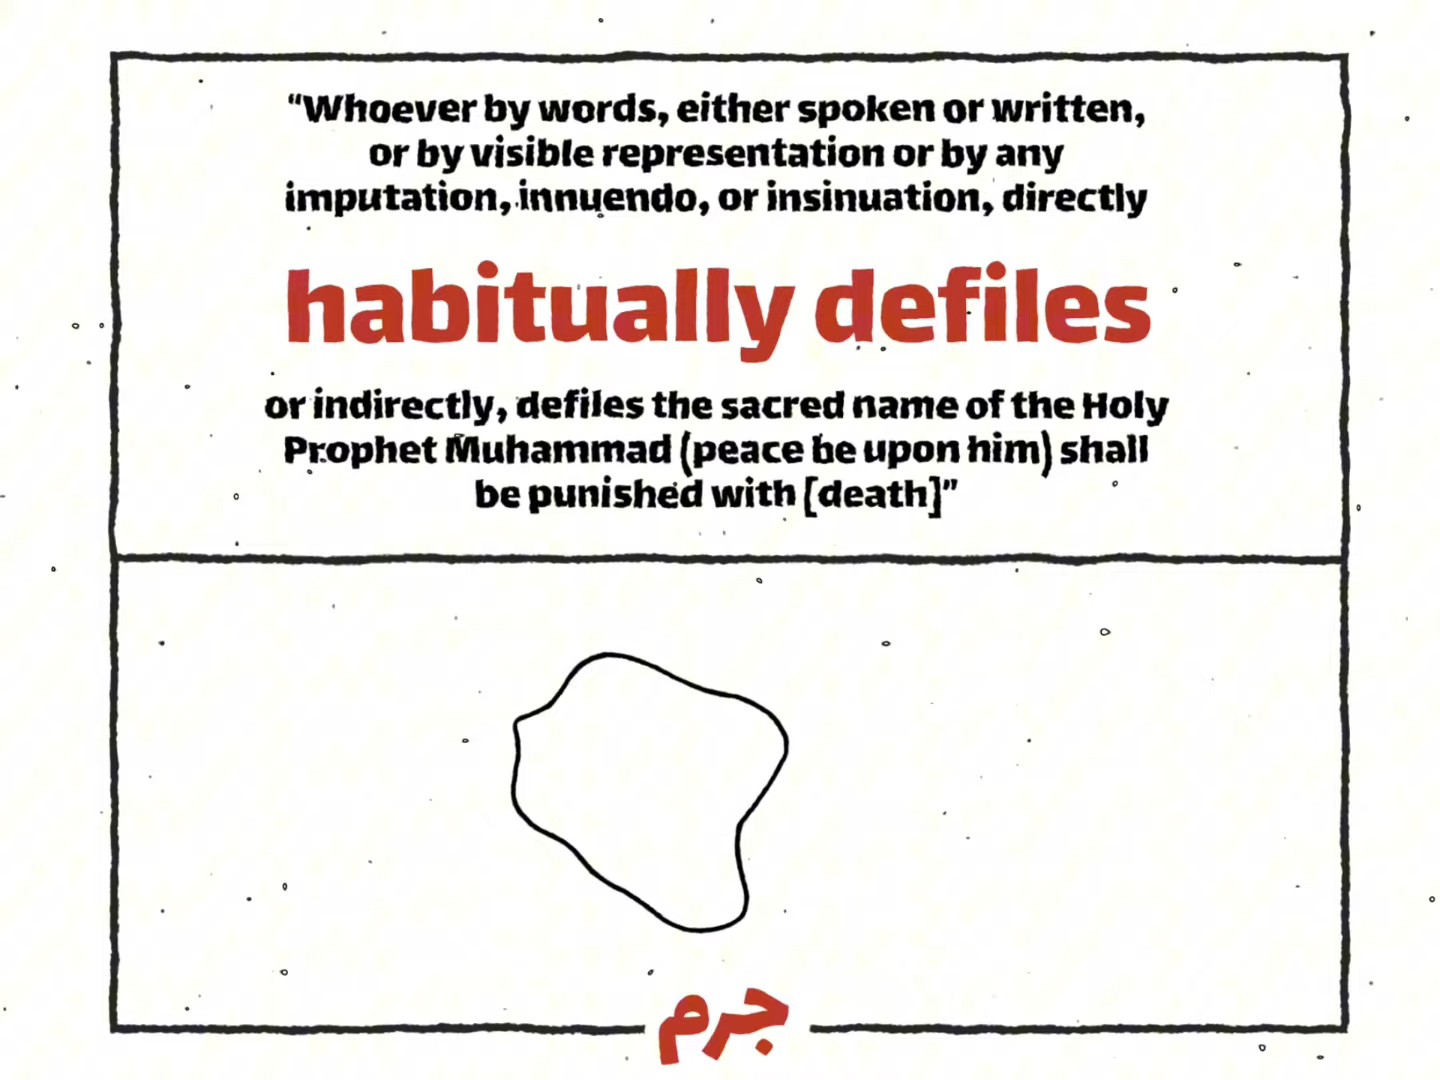 “Whoever by words, either spoken or written,
or by visible representation or by any
imputation, innuendo, or insinuation, directly
habitually defiles
or indirectly, defiles the sacred name of the Holy
Prophet Muhammad (peace be upon him) shall
be punished with [death]”
جرم